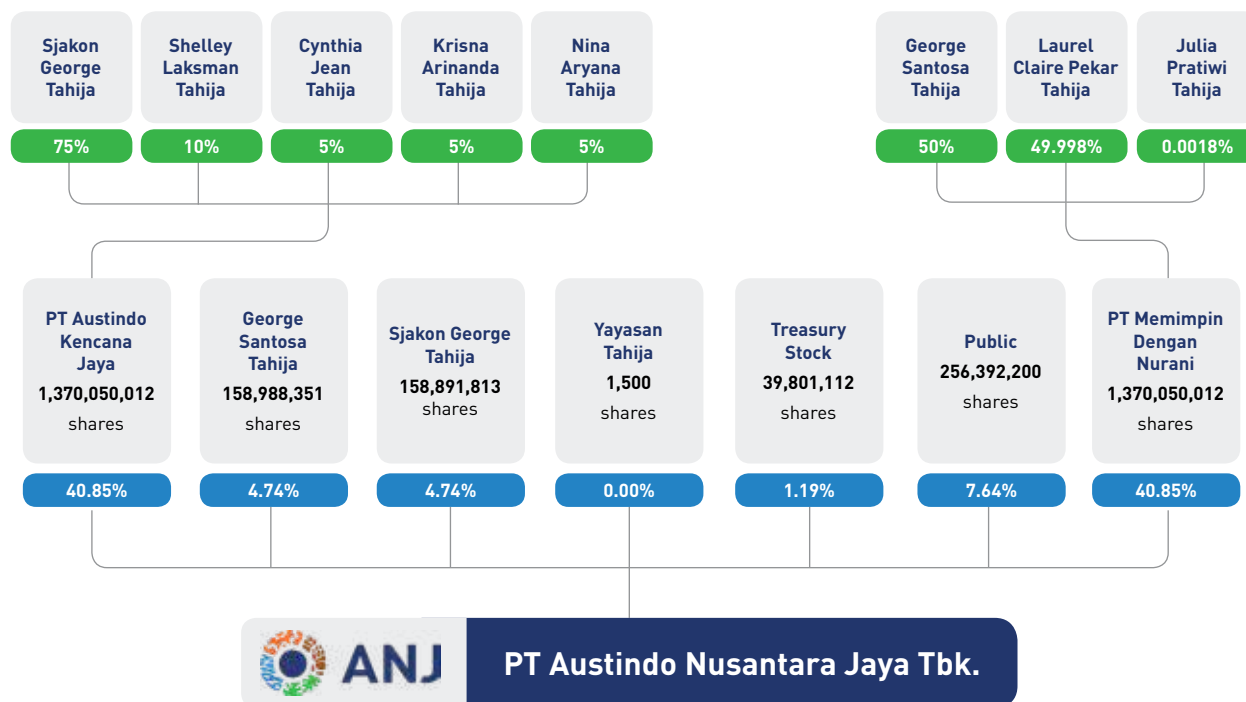 Sjakon
George
Tahija
75%
Shelley
Laksman
Tahija
10%
Cynthia
Jean
Tahija
5%
Krisna
Arinanda
Tahija
5%
Nina
Aryana
Tahija
5%
George
Santosa
Tahija
50%
Laurel
Claire Pekar
Tahija
49.998%
Julia
Pratiwi
Tahija
0.0018%
PT Austindo
Kencana
Jaya
1,370,050,012
shares
40.85%
George
Santosa
Tahija
158,988,351
shares
4.74%
Sjakon George
Tahija
158,891,813
shares
4.74%
Yayasan
Tahija
1,500
shares
0.00%
Treasury
Stock
39,801,112
shares
1.19%
Public
256,392,200
shares
7.64%
PT Memimpin
Dengan
Nurani
1,370,050,012
shares
40.85%
ANJ
PT Austindo Nusantara Jaya Tbk.